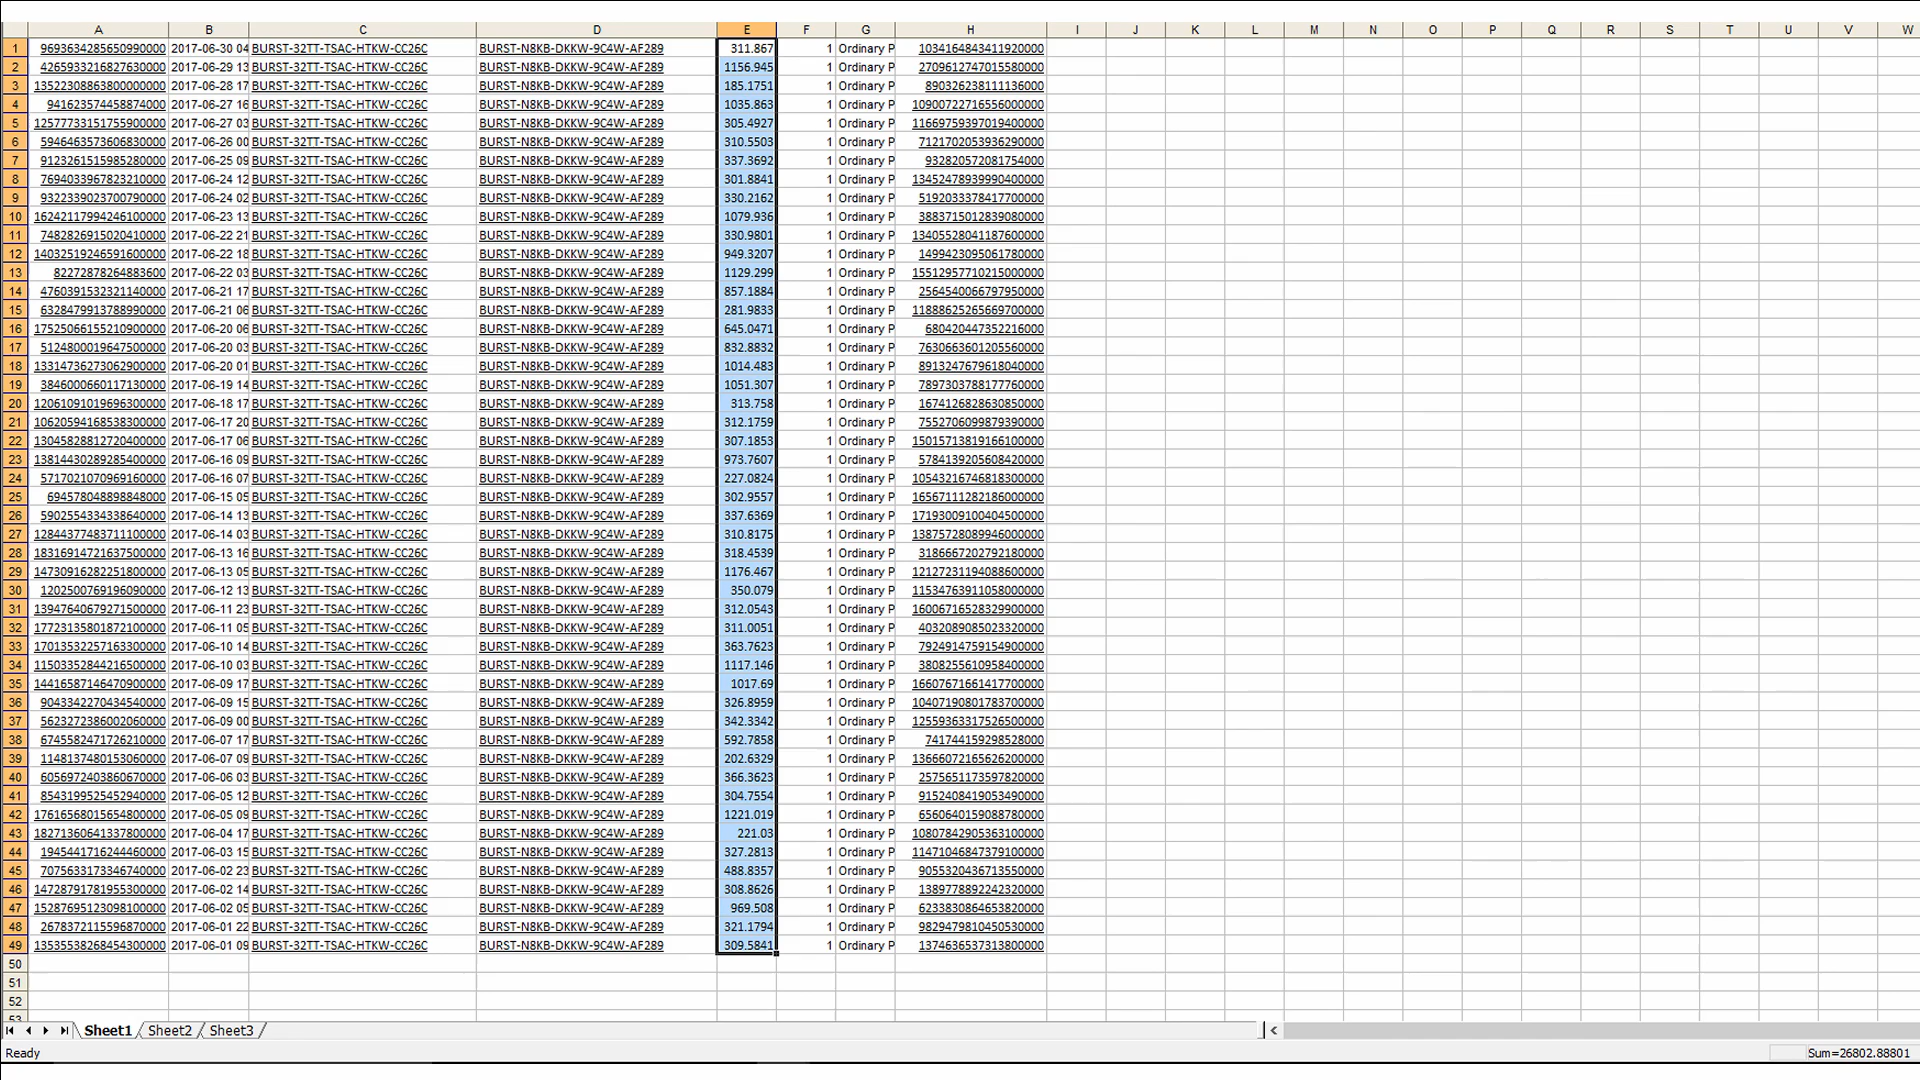 A B C D E F G H I J K L M N O P Q R S T U V W
1 9693634285650990000 2017-06-30 04 BURST-32TT-TSAC-HTKW-CC26C BURST-N8KB-DKKW-9C4W-AF289 311.867 1 Ordinary P 1034164843411920000
2 4265933216827630000 2017-06-29 13 BURST-32TT-TSAC-HTKW-CC26C BURST-N8KB-DKKW-9C4W-AF289 1156.945 1 Ordinary P 2709612747015580000
3 13522308863800000000 2017-06-28 17 BURST-32TT-TSAC-HTKW-CC26C BURST-N8KB-DKKW-9C4W-AF289 185.1751 1 Ordinary P 890326238111136000
4 941623574458874000 2017-06-27 16 BURST-32TT-TSAC-HTKW-CC26C BURST-N8KB-DKKW-9C4W-AF289 1035.863 1 Ordinary P 10900722716556000000
5 12577733151755900000 2017-06-27 03 BURST-32TT-TSAC-HTKW-CC26C BURST-N8KB-DKKW-9C4W-AF289 305.4927 1 Ordinary P 11669759397019400000
6 5946463573606830000 2017-06-26 00 BURST-32TT-TSAC-HTKW-CC26C BURST-N8KB-DKKW-9C4W-AF289 310.5503 1 Ordinary P 7121702053936290000
7 9123261515985280000 2017-06-25 09 BURST-32TT-TSAC-HTKW-CC26C BURST-N8KB-DKKW-9C4W-AF289 337.3692 1 Ordinary P 932820572081754000
8 7694033967823210000 2017-06-24 12 BURST-32TT-TSAC-HTKW-CC26C BURST-N8KB-DKKW-9C4W-AF289 301.8841 1 Ordinary P 13452478939990400000
9 9322339023700790000 2017-06-24 02 BURST-32TT-TSAC-HTKW-CC26C BURST-N8KB-DKKW-9C4W-AF289 330.2162 1 Ordinary P 5192033378417700000
10 16242117994246100000 2017-06-23 13 BURST-32TT-TSAC-HTKW-CC26C BURST-N8KB-DKKW-9C4W-AF289 1079.936 1 Ordinary P 3883715012839080000
11 7482826915020410000 2017-06-22 21 BURST-32TT-TSAC-HTKW-CC26C BURST-N8KB-DKKW-9C4W-AF289 330.9801 1 Ordinary P 13405528041187600000
12 14032519246591600000 2017-06-22 18 BURST-32TT-TSAC-HTKW-CC26C BURST-N8KB-DKKW-9C4W-AF289 949.3207 1 Ordinary P 1499423095061780000
13 82272878264883600 2017-06-22 03 BURST-32TT-TSAC-HTKW-CC26C BURST-N8KB-DKKW-9C4W-AF289 1129.299 1 Ordinary P 15512957710215000000
14 4760391532321140000 2017-06-21 17 BURST-32TT-TSAC-HTKW-CC26C BURST-N8KB-DKKW-9C4W-AF289 857.1884 1 Ordinary P 2564540066797950000
15 6328479913788990000 2017-06-21 06 BURST-32TT-TSAC-HTKW-CC26C BURST-N8KB-DKKW-9C4W-AF289 281.9833 1 Ordinary P 11888625265669700000
16 17525066155210900000 2017-06-20 06 BURST-32TT-TSAC-HTKW-CC26C BURST-N8KB-DKKW-9C4W-AF289 645.0471 1 Ordinary P 680420447352216000
17 5124800019647500000 2017-06-20 03 BURST-32TT-TSAC-HTKW-CC26C BURST-N8KB-DKKW-9C4W-AF289 832.8832 1 Ordinary P 7630663601205560000
18 13314736273062900000 2017-06-20 01 BURST-32TT-TSAC-HTKW-CC26C BURST-N8KB-DKKW-9C4W-AF289 1014.483 1 Ordinary P 8913247679618040000
19 3846000660117130000 2017-06-19 14 BURST-32TT-TSAC-HTKW-CC26C BURST-N8KB-DKKW-9C4W-AF289 1051.307 1 Ordinary P 7897303788177760000
20 12061091019696300000 2017-06-18 17 BURST-32TT-TSAC-HTKW-CC26C BURST-N8KB-DKKW-9C4W-AF289 313.758 1 Ordinary P 1674126828630850000
21 10620594168538300000 2017-06-17 20 BURST-32TT-TSAC-HTKW-CC26C BURST-N8KB-DKKW-9C4W-AF289 312.1759 1 Ordinary P 7552706099879390000
22 13045828812720400000 2017-06-17 06 BURST-32TT-TSAC-HTKW-CC26C BURST-N8KB-DKKW-9C4W-AF289 307.1853 1 Ordinary P 15015713819166100000
23 13814430289285400000 2017-06-16 09 BURST-32TT-TSAC-HTKW-CC26C BURST-N8KB-DKKW-9C4W-AF289 973.7607 1 Ordinary P 5784139205608420000
24 5717021070969160000 2017-06-16 07 BURST-32TT-TSAC-HTKW-CC26C BURST-N8KB-DKKW-9C4W-AF289 227.0824 1 Ordinary P 10543216746818300000
25 694578048898848000 2017-06-15 05 BURST-32TT-TSAC-HTKW-CC26C BURST-N8KB-DKKW-9C4W-AF289 302.9557 1 Ordinary P 16567111282186000000
26 5902554334338640000 2017-06-14 13 BURST-32TT-TSAC-HTKW-CC26C BURST-N8KB-DKKW-9C4W-AF289 337.6369 1 Ordinary P 17193009100404500000
27 12844377483711100000 2017-06-14 03 BURST-32TT-TSAC-HTKW-CC26C BURST-N8KB-DKKW-9C4W-AF289 310.8175 1 Ordinary P 13875728089946000000
28 18316914721637500000 2017-06-13 16 BURST-32TT-TSAC-HTKW-CC26C BURST-N8KB-DKKW-9C4W-AF289 318.4539 1 Ordinary P 3186667202792180000
29 14730916282251800000 2017-06-13 05 BURST-32TT-TSAC-HTKW-CC26C BURST-N8KB-DKKW-9C4W-AF289 1176.467 1 Ordinary P 12127231194088600000
30 1202500769196090000 2017-06-12 13 BURST-32TT-TSAC-HTKW-CC26C BURST-N8KB-DKKW-9C4W-AF289 350.079 1 Ordinary P 11534763911058000000
31 13947640679271500000 2017-06-11 23 BURST-32TT-TSAC-HTKW-CC26C BURST-N8KB-DKKW-9C4W-AF289 312.0543 1 Ordinary P 16006716528329900000
32 17723135801872100000 2017-06-11 05 BURST-32TT-TSAC-HTKW-CC26C BURST-N8KB-DKKW-9C4W-AF289 311.0051 1 Ordinary P 4032089085023320000
33 17013532257163300000 2017-06-10 14 BURST-32TT-TSAC-HTKW-CC26C BURST-N8KB-DKKW-9C4W-AF289 363.7623 1 Ordinary P 7924914759154900000
34 11503352844216500000 2017-06-10 03 BURST-32TT-TSAC-HTKW-CC26C BURST-N8KB-DKKW-9C4W-AF289 1117.146 1 Ordinary P 3808255610958400000
35 14416587146470900000 2017-06-09 17 BURST-32TT-TSAC-HTKW-CC26C BURST-N8KB-DKKW-9C4W-AF289 1017.69 1 Ordinary P 16607671661417700000
36 9043342270434540000 2017-06-09 15 BURST-32TT-TSAC-HTKW-CC26C BURST-N8KB-DKKW-9C4W-AF289 326.8959 1 Ordinary P 10407190801783700000
37 5623272386002060000 2017-06-09 00 BURST-32TT-TSAC-HTKW-CC26C BURST-N8KB-DKKW-9C4W-AF289 342.3342 1 Ordinary P 12559363317526500000
38 6745582471726210000 2017-06-07 17 BURST-32TT-TSAC-HTKW-CC26C BURST-N8KB-DKKW-9C4W-AF289 592.7858 1 Ordinary P 741744159298528000
39 1148137480153060000 2017-06-07 09 BURST-32TT-TSAC-HTKW-CC26C BURST-N8KB-DKKW-9C4W-AF289 202.6329 1 Ordinary P 13666072165626200000
40 6056972403860670000 2017-06-06 03 BURST-32TT-TSAC-HTKW-CC26C BURST-N8KB-DKKW-9C4W-AF289 366.3623 1 Ordinary P 2575651173597820000
41 8543199525452940000 2017-06-05 12 BURST-32TT-TSAC-HTKW-CC26C BURST-N8KB-DKKW-9C4W-AF289 304.7554 1 Ordinary P 9152408419053490000
42 17616568015654800000 2017-06-05 09 BURST-32TT-TSAC-HTKW-CC26C BURST-N8KB-DKKW-9C4W-AF289 1221.019 1 Ordinary P 6560640159088780000
43 18271360641337800000 2017-06-04 17 BURST-32TT-TSAC-HTKW-CC26C BURST-N8KB-DKKW-9C4W-AF289 221.03 1 Ordinary P 10807842905363100000
44 1945441716244460000 2017-06-03 15 BURST-32TT-TSAC-HTKW-CC26C BURST-N8KB-DKKW-9C4W-AF289 327.2813 1 Ordinary P 11471046847379100000
45 7075633173346740000 2017-06-02 23 BURST-32TT-TSAC-HTKW-CC26C BURST-N8KB-DKKW-9C4W-AF289 488.8357 1 Ordinary P 9055320436713550000
46 14728791781955300000 2017-06-02 14 BURST-32TT-TSAC-HTKW-CC26C BURST-N8KB-DKKW-9C4W-AF289 308.8626 1 Ordinary P 1389778892242320000
47 15287695123098100000 2017-06-02 05 BURST-32TT-TSAC-HTKW-CC26C BURST-N8KB-DKKW-9C4W-AF289 969.508 1 Ordinary P 6233830864653820000
48 2678372115596870000 2017-06-01 22 BURST-32TT-TSAC-HTKW-CC26C BURST-N8KB-DKKW-9C4W-AF289 321.1794 1 Ordinary P 9829479810450530000
49 13535538268454300000 2017-06-01 09 BURST-32TT-TSAC-HTKW-CC26C BURST-N8KB-DKKW-9C4W-AF289 309.5841 1 Ordinary P 1374636537313800000
50
51
52
53
Sheet1 Sheet2 Sheet3
Ready Sum=26802.88801